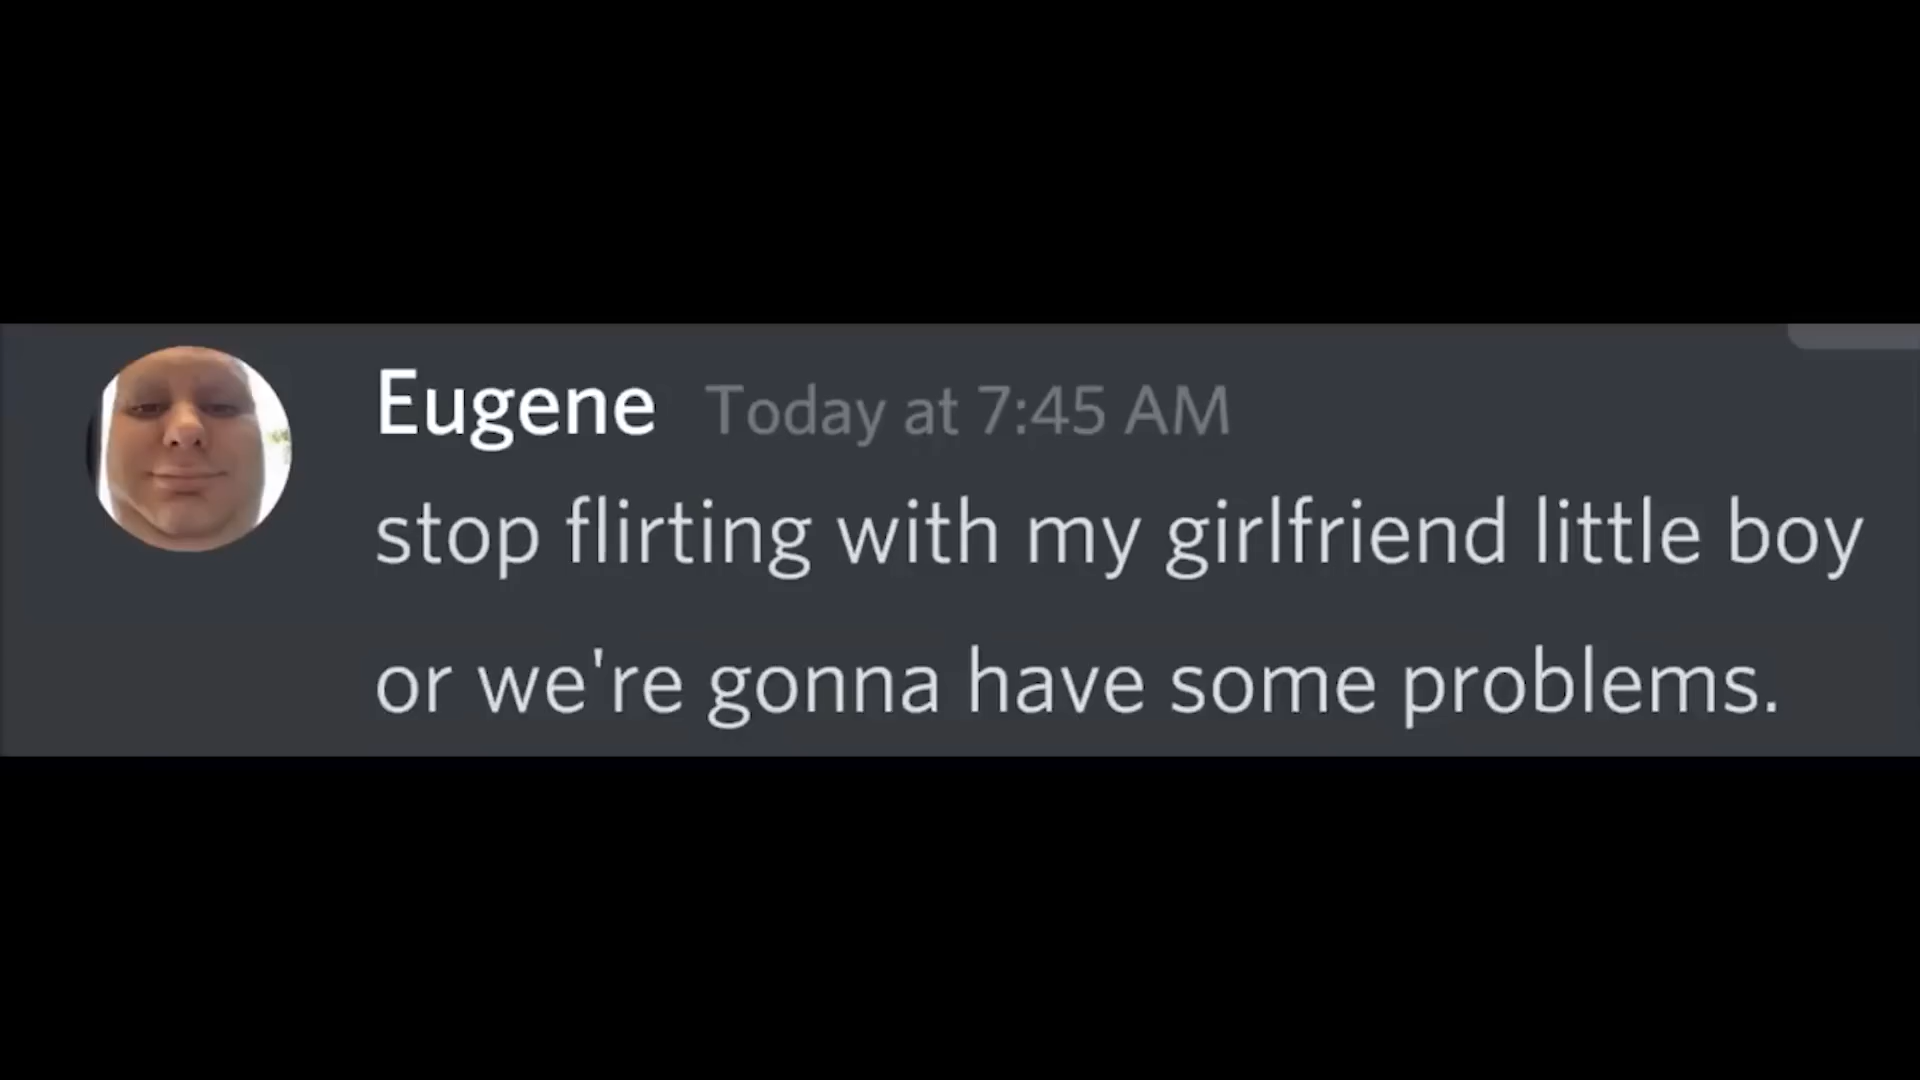 Eugene Today at 7:45 AM
stop flirting with my girlfriend little boy
or we're gonna have some problems.